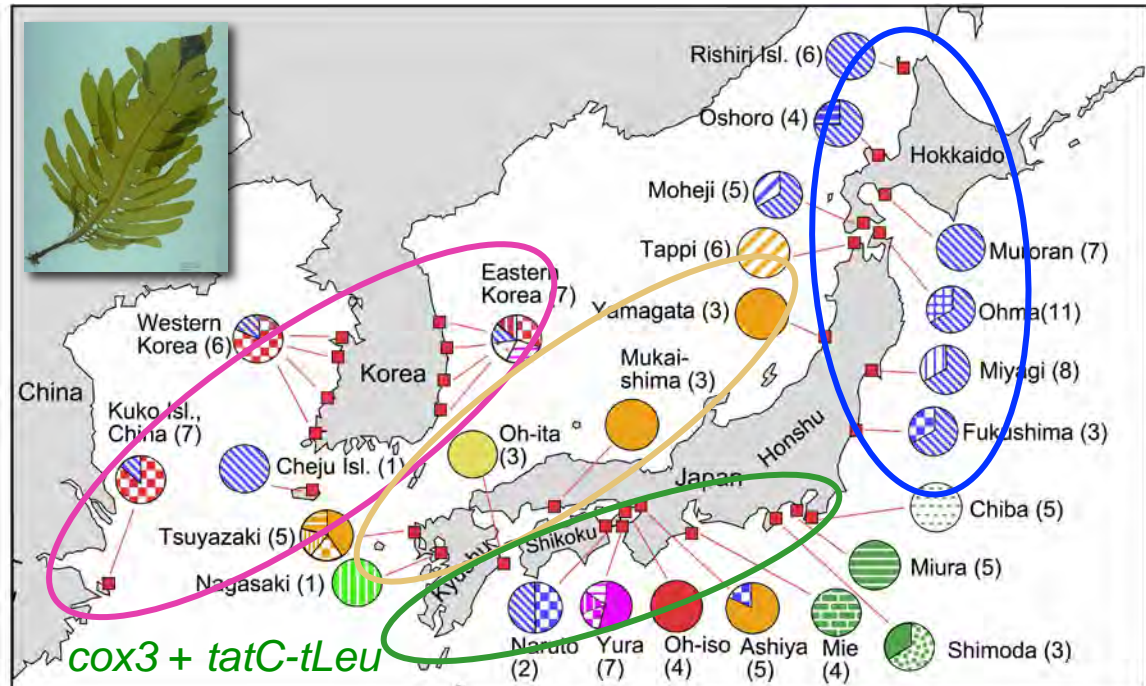 Rishiri Isl. (6)
Oshoro (4)
Hokkaido
Moheji (5)
Tappi (6)
Muroran (7)
Eastern
Korea (7)
Yamagata (3)
Ohma(11)
Western
Korea (6)
Mukai-
shima (3)
Korea
Miyagi (8)
China
Kuko Isl.,
China (7)
Oh-ita
(3)
Honshu
Fukushima (3)
Cheju Isl. (1)
Japan
Chiba (5)
Tsuyazaki (5)
Shikoku
Kyushu
Nagasaki (1)
Miura (5)
cox3 + tatC-tLeu
Naruto
(2)
Yura
(7)
Oh-iso
(4)
Ashiya
(5)
Mie
(4)
Shimoda (3)